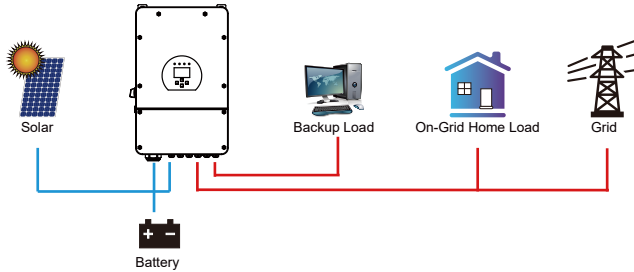 Solar
Backup Load
On-Grid Home Load
Grid
Battery